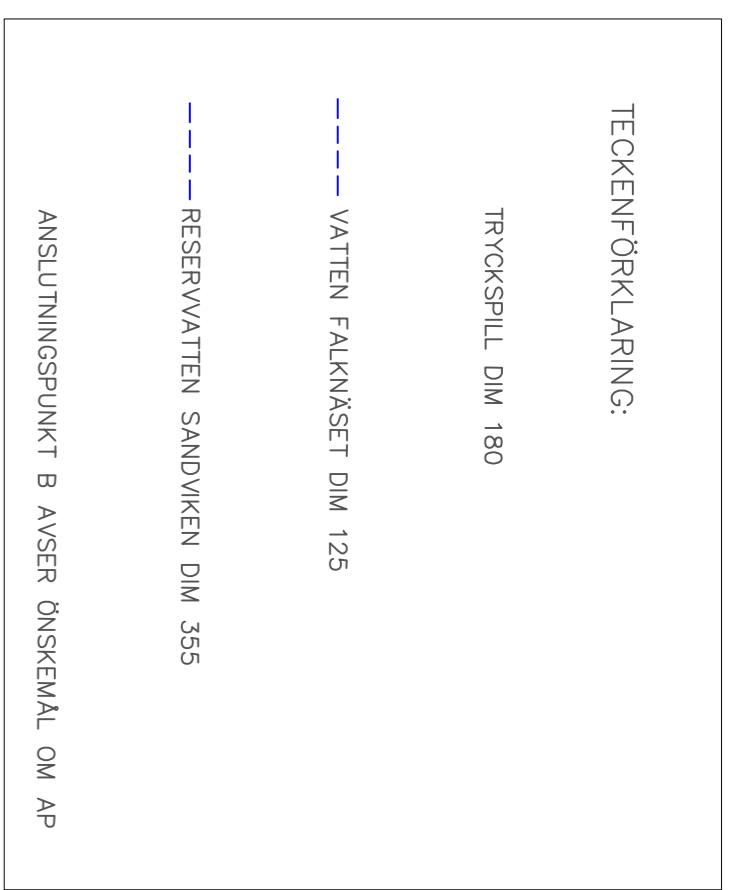 TECKENFÖRKLARING:
TRYCKSPILL DIM 180
VATTEN FALKNÄSET DIM 125
RESERVVATTEN SANDVIKEN DIM 355
ANSLUTNINGSPUNKT B AVSER ÖNSKEMÅL OM AP